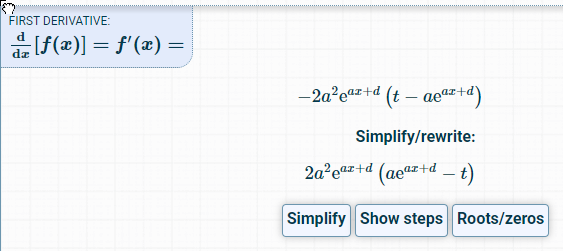 FIRST DERIVATIVE:
d/dx [f(x)] = f′(x) =
−2a²e^{ax+d} (t − ae^{ax+d})
Simplify/rewrite:
2a²e^{ax+d} (ae^{ax+d} − t)
Simplify Show steps Roots/zeros